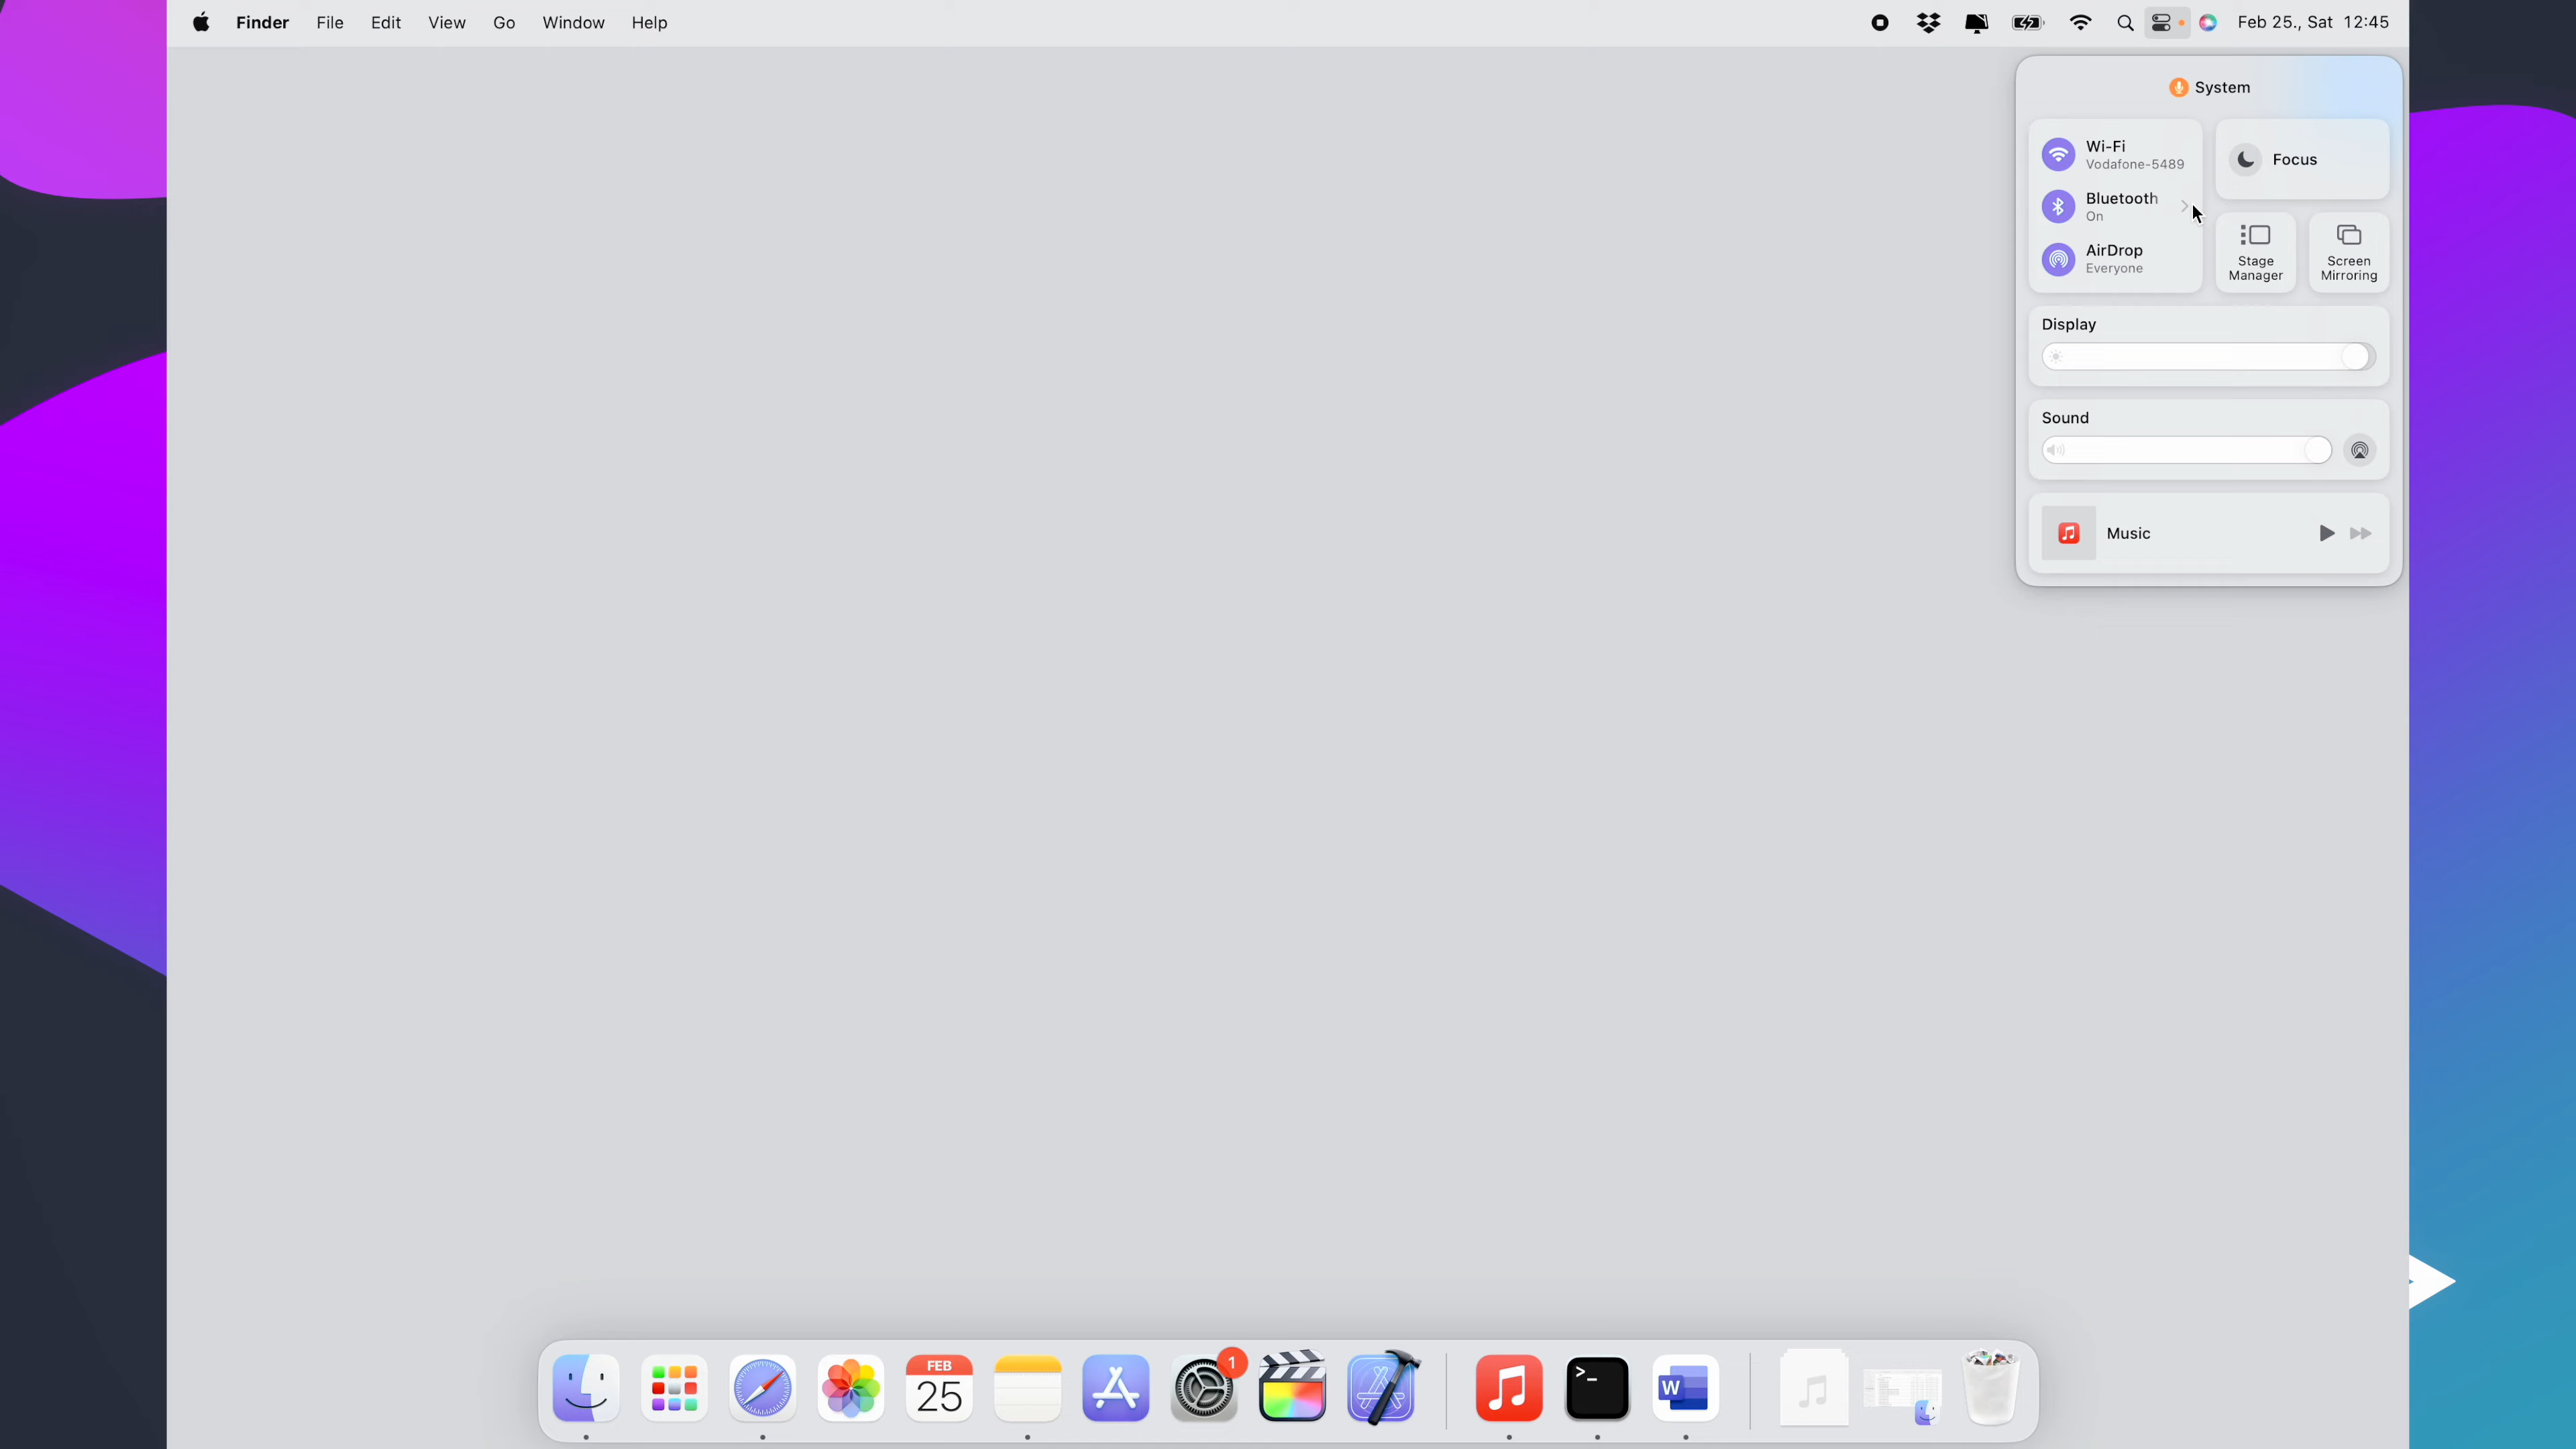 Finder File Edit View Go Window Help Feb 25., Sat 12:45
System
Wi-Fi
Vodafone-5489
Focus
Bluetooth
On
AirDrop
Everyone
Stage
Manager
Screen
Mirroring
Display
Sound
Music
FEB
25
1
>_
W